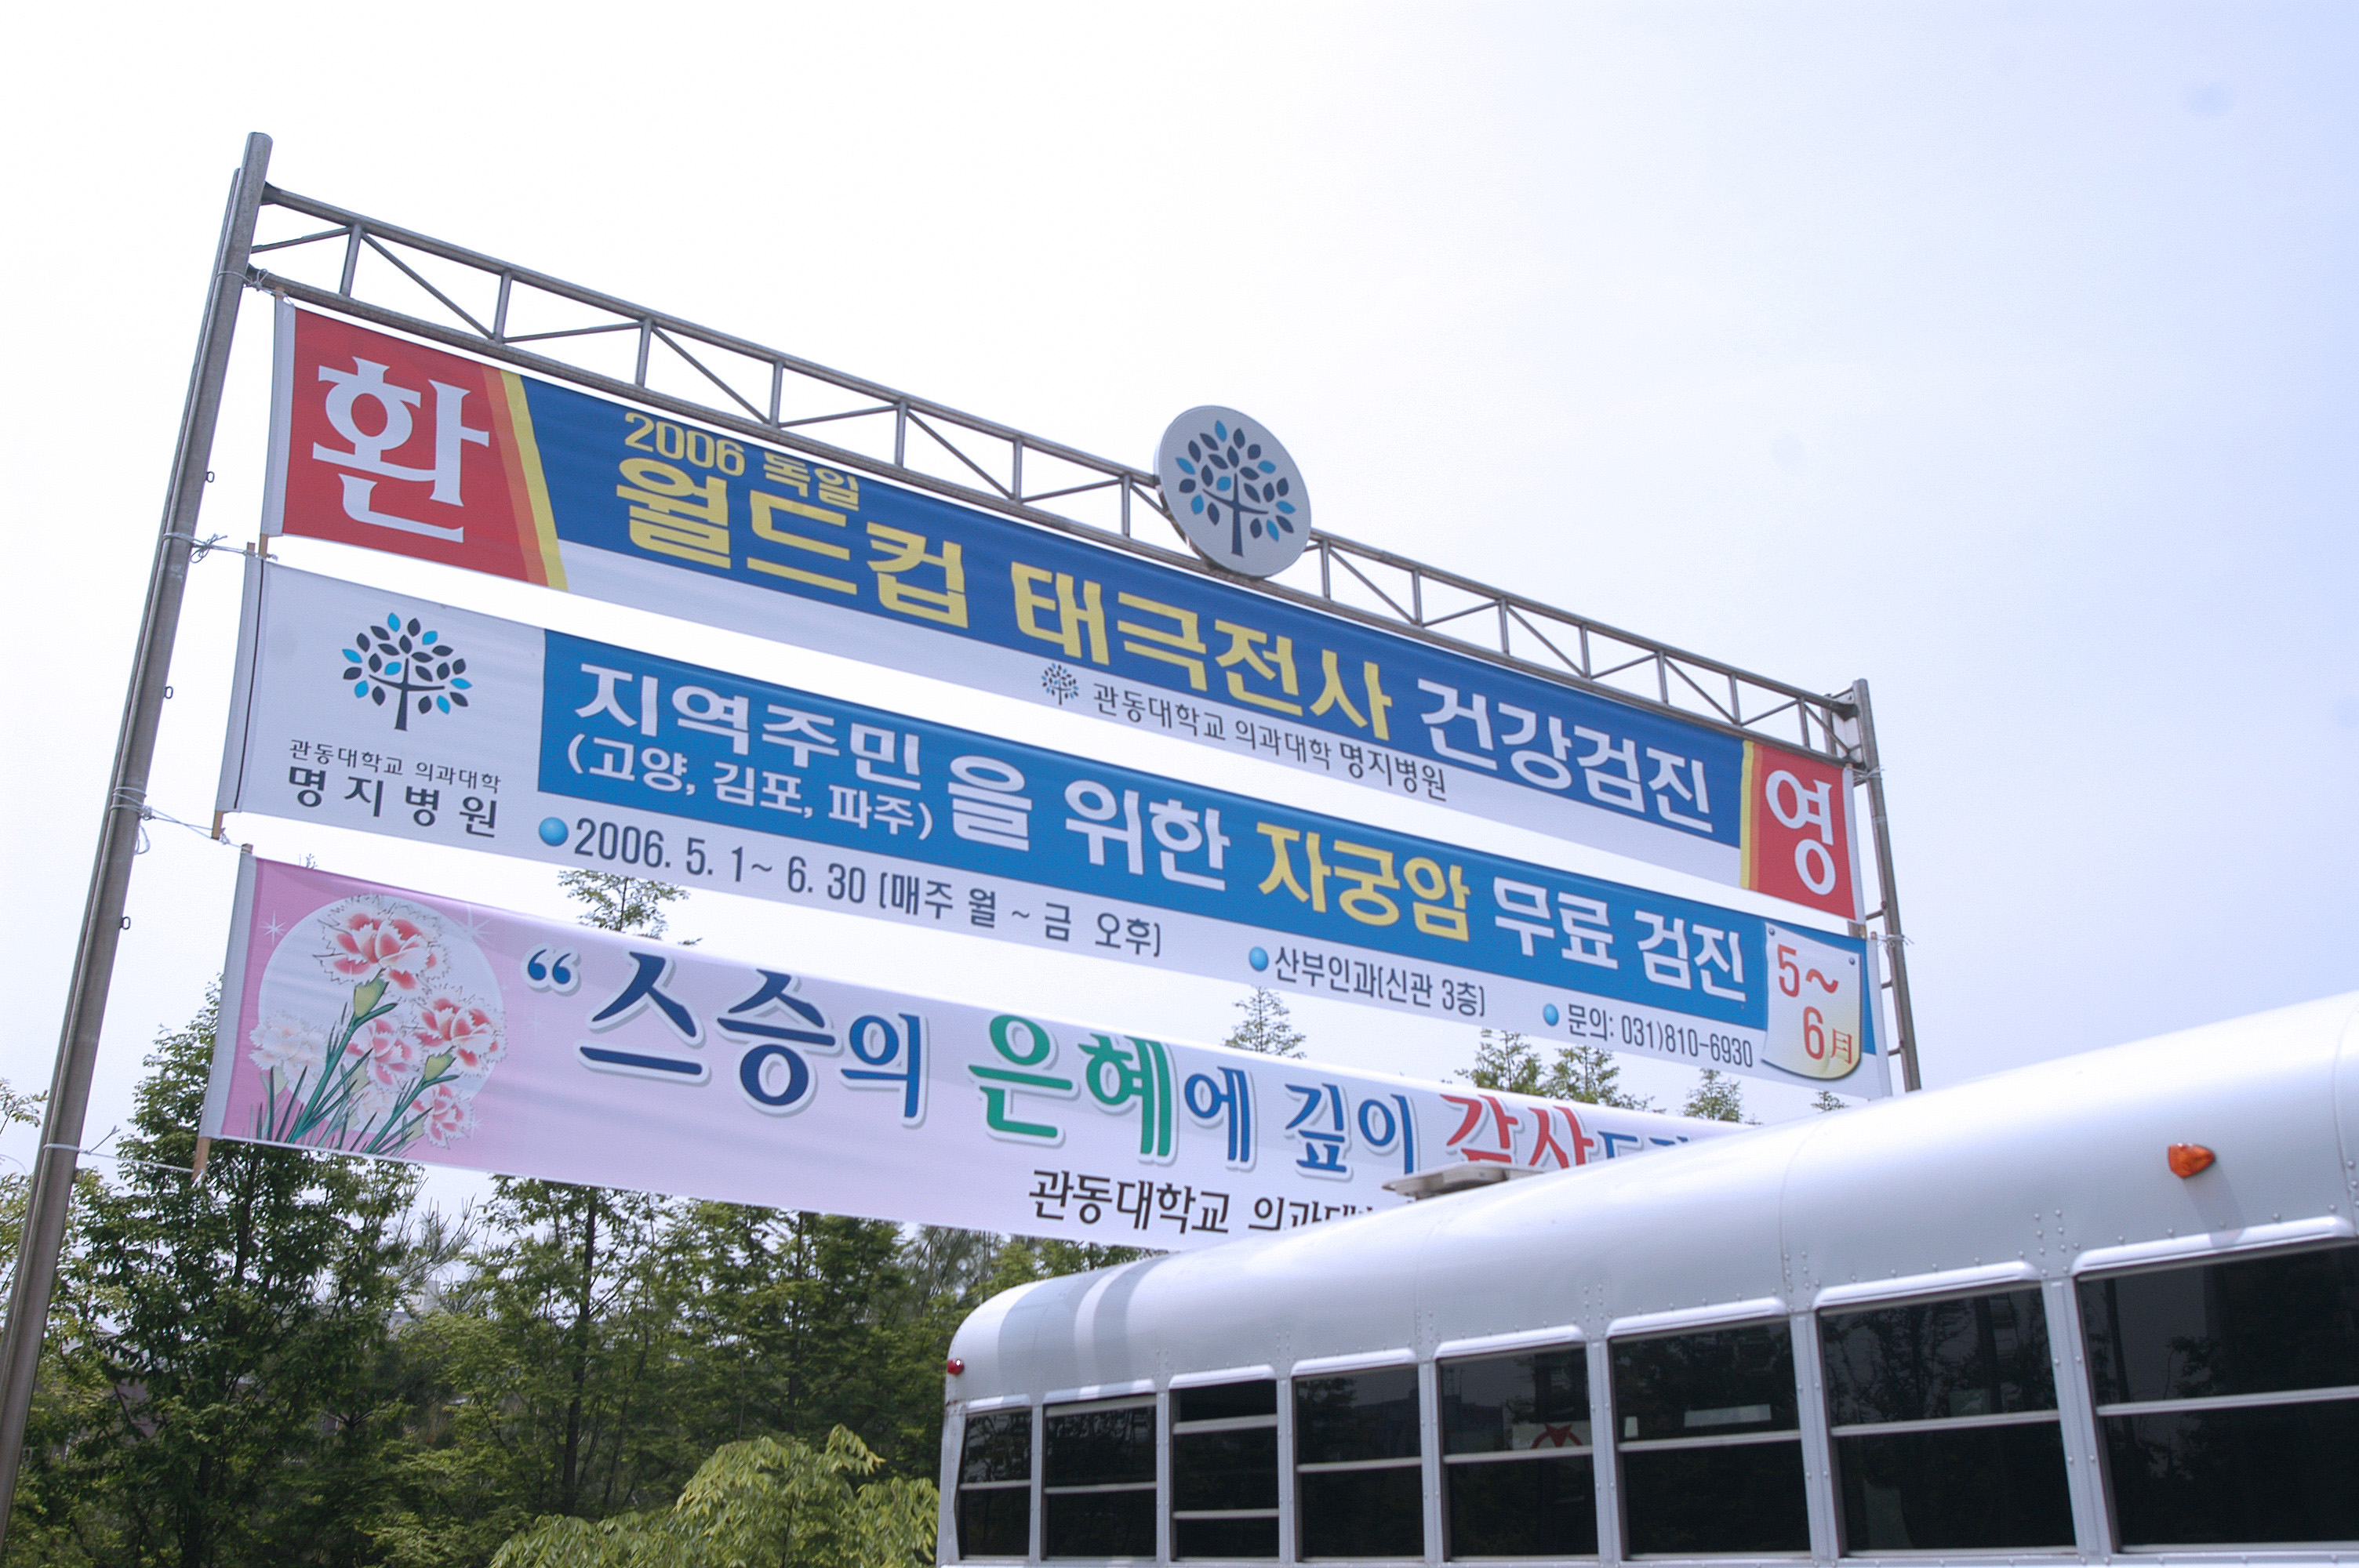 환 영
2006 독일
월드컵 태극전사 건강검진
관동대학교 의과대학 명지병원
관동대학교 의과대학
명지병원
지역주민을 위한 자궁암 무료 검진
(고양, 김포, 파주)
5~
6月
2006. 5. 1 ~ 6. 30 (매주 월 ~ 금 오후) 산부인과(신관 3층) 문의: 031)810-6930
“스승의 은혜에 깊이 감사
관동대학교 의과